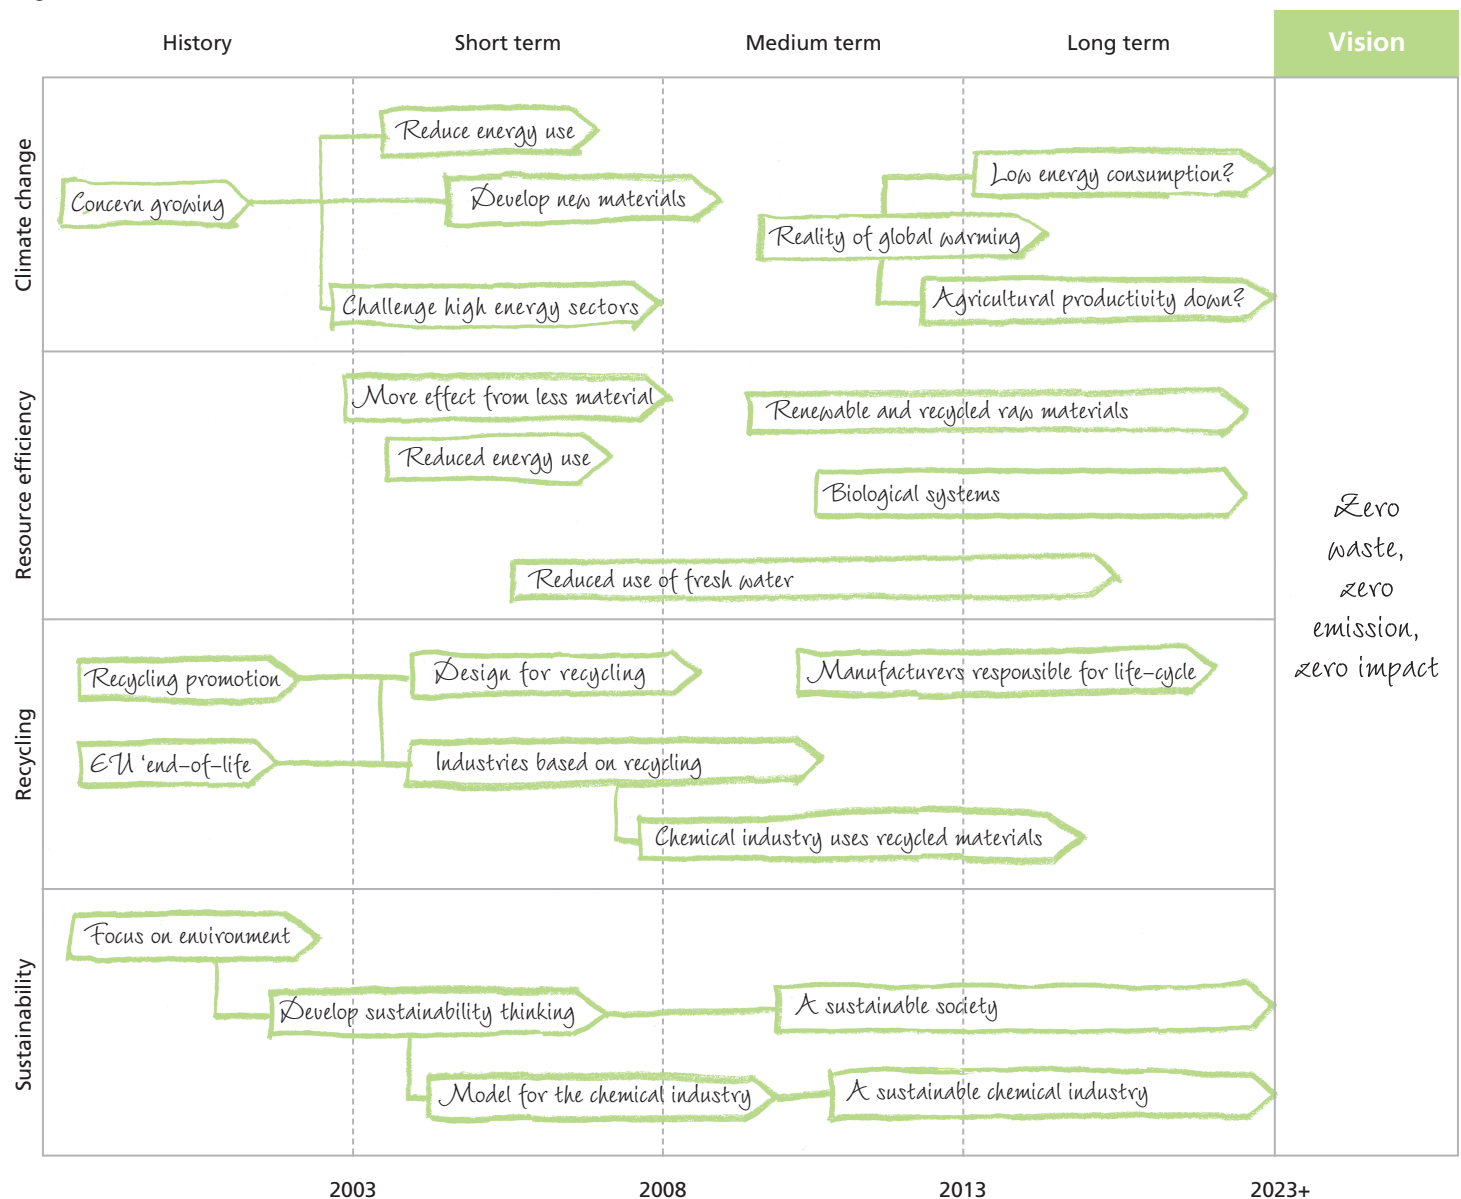 History
Short term
Medium term
Long term
Vision
Climate change
Concern growing
Reduce energy use
Develop new materials
Challenge high energy sectors
Low energy consumption?
Reality of global warming
Agricultural productivity down?
Resource efficiency
More effect from less material
Reduced energy use
Renewable and recycled raw materials
Biological systems
Reduced use of fresh water
Recycling
Recycling promotion
Design for recycling
Manufacturers responsible for life-cycle
EU 'end-of-life
Industries based on recycling
Chemical industry uses recycled materials
Sustainability
Focus on environment
Develop sustainability thinking
A sustainable society
Model for the chemical industry
A sustainable chemical industry
Zero
waste,
zero
emission,
zero impact
2003
2008
2013
2023+